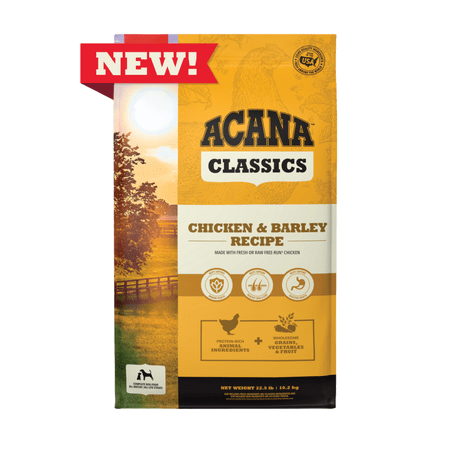 NEW!
USA
ACANA
CLASSICS
CHICKEN & BARLEY
RECIPE
MADE WITH FRESH OR RAW FREE-RUN® CHICKEN
PROTEIN-RICH
ANIMAL
INGREDIENTS
+
WHOLESOME
GRAINS,
VEGETABLES
& FRUIT
NET WEIGHT 22.5 lb : 10.2 kg